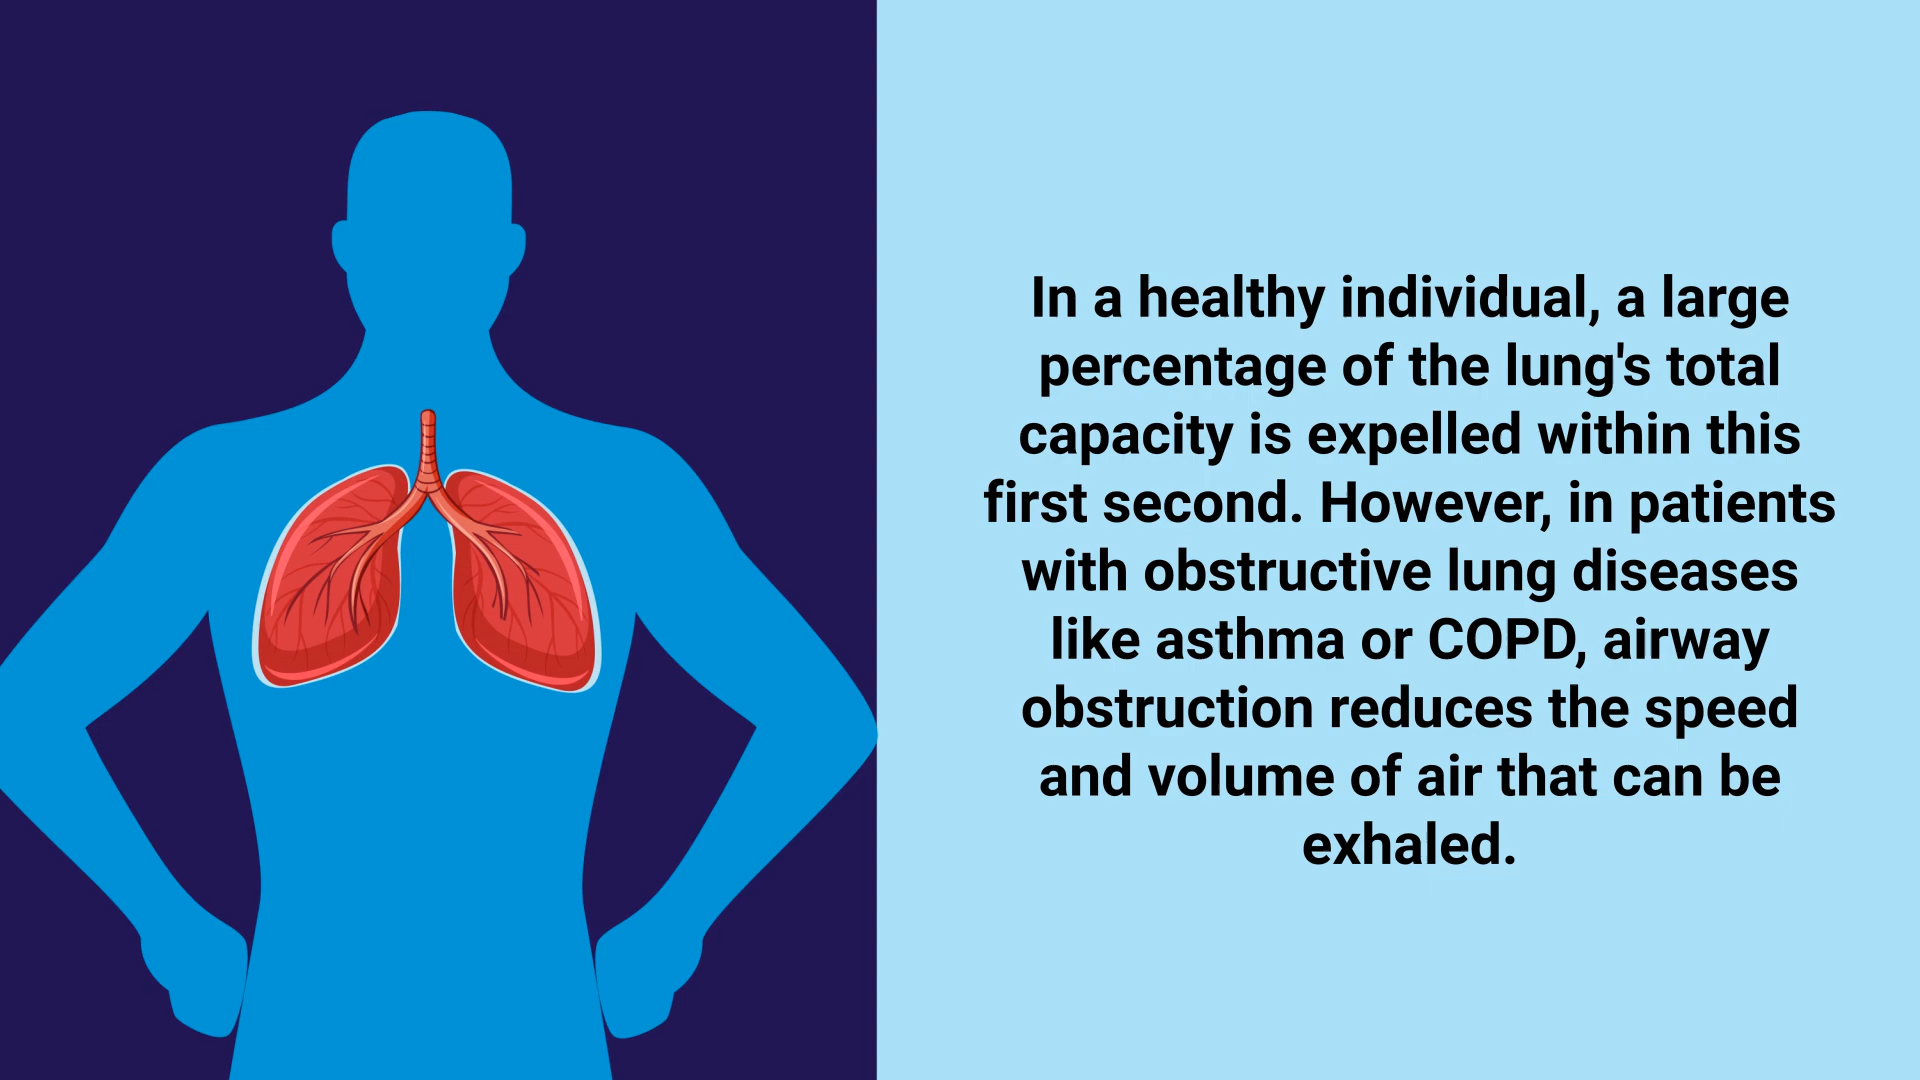 In a healthy individual, a large
percentage of the lung's total
capacity is expelled within this
first second. However, in patients
with obstructive lung diseases
like asthma or COPD, airway
obstruction reduces the speed
and volume of air that can be
exhaled.